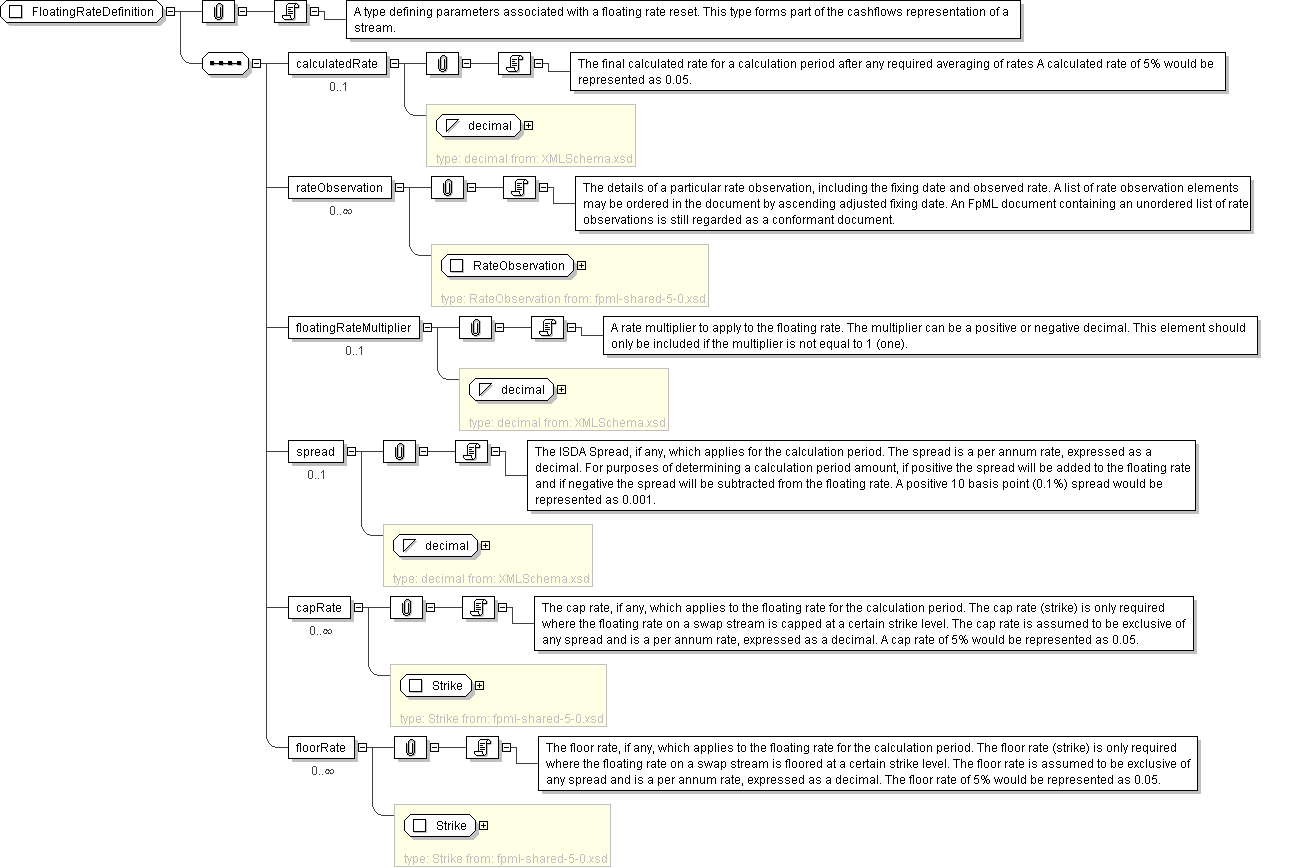 FloatingRateDefinition
A type defining parameters associated with a floating rate reset. This type forms part of the cashflows representation of a
stream.
calculatedRate
0..1
The final calculated rate for a calculation period after any required averaging of rates A calculated rate of 5% would be
represented as 0.05.
decimal
type: decimal from: XMLSchema.xsd
rateObservation
0..∞
The details of a particular rate observation, including the fixing date and observed rate. A list of rate observation elements
may be ordered in the document by ascending adjusted fixing date. An FpML document containing an unordered list of rate
observations is still regarded as a conformant document.
RateObservation
type: RateObservation from: fpml-shared-5-0.xsd
floatingRateMultiplier
0..1
A rate multiplier to apply to the floating rate. The multiplier can be a positive or negative decimal. This element should
only be included if the multiplier is not equal to 1 (one).
decimal
type: decimal from: XMLSchema.xsd
spread
0..1
The ISDA Spread, if any, which applies for the calculation period. The spread is a per annum rate, expressed as a
decimal. For purposes of determining a calculation period amount, if positive the spread will be added to the floating rate
and if negative the spread will be subtracted from the floating rate. A positive 10 basis point (0.1%) spread would be
represented as 0.001.
decimal
type: decimal from: XMLSchema.xsd
capRate
0..∞
The cap rate, if any, which applies to the floating rate for the calculation period. The cap rate (strike) is only required
where the floating rate on a swap stream is capped at a certain strike level. The cap rate is assumed to be exclusive of
any spread and is a per annum rate, expressed as a decimal. A cap rate of 5% would be represented as 0.05.
Strike
type: Strike from: fpml-shared-5-0.xsd
floorRate
0..∞
The floor rate, if any, which applies to the floating rate for the calculation period. The floor rate (strike) is only required
where the floating rate on a swap stream is floored at a certain strike level. The floor rate is assumed to be exclusive of
any spread and is a per annum rate, expressed as a decimal. The floor rate of 5% would be represented as 0.05.
Strike
type: Strike from: fpml-shared-5-0.xsd